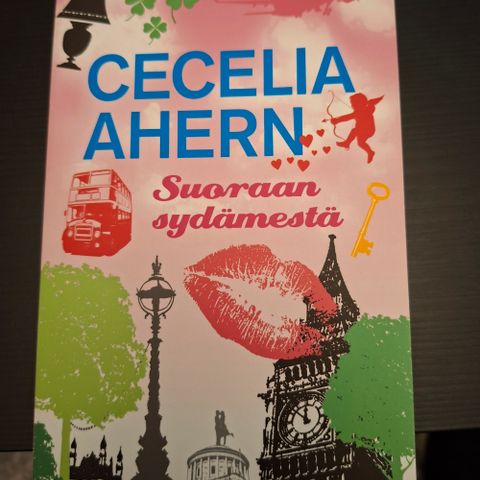 CECELIA
AHERN
Suoraan
sydämestä